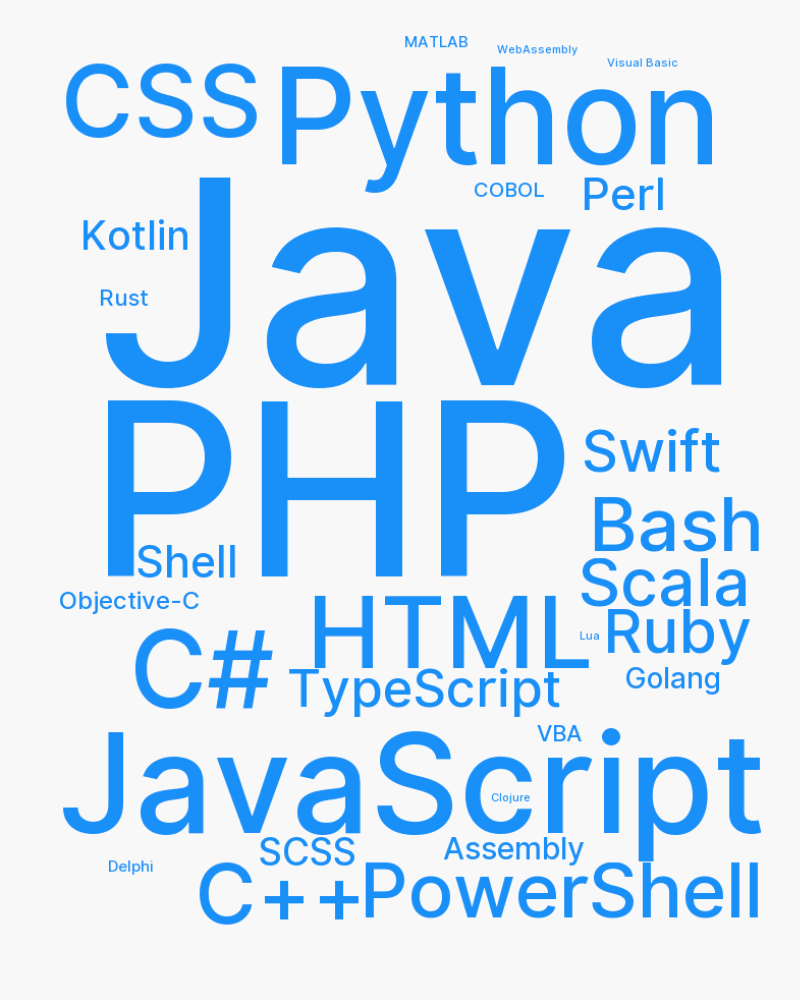 MATLAB
WebAssembly
Visual Basic
CSS
Python
COBOL
Perl
Java
Kotlin
Rust
PHP
Swift
Bash
Shell
Scala
Objective-C
HTML
Lua
Ruby
C#
TypeScript
Golang
VBA
JavaScript
Clojure
SCSS
Assembly
Delphi
C++
PowerShell